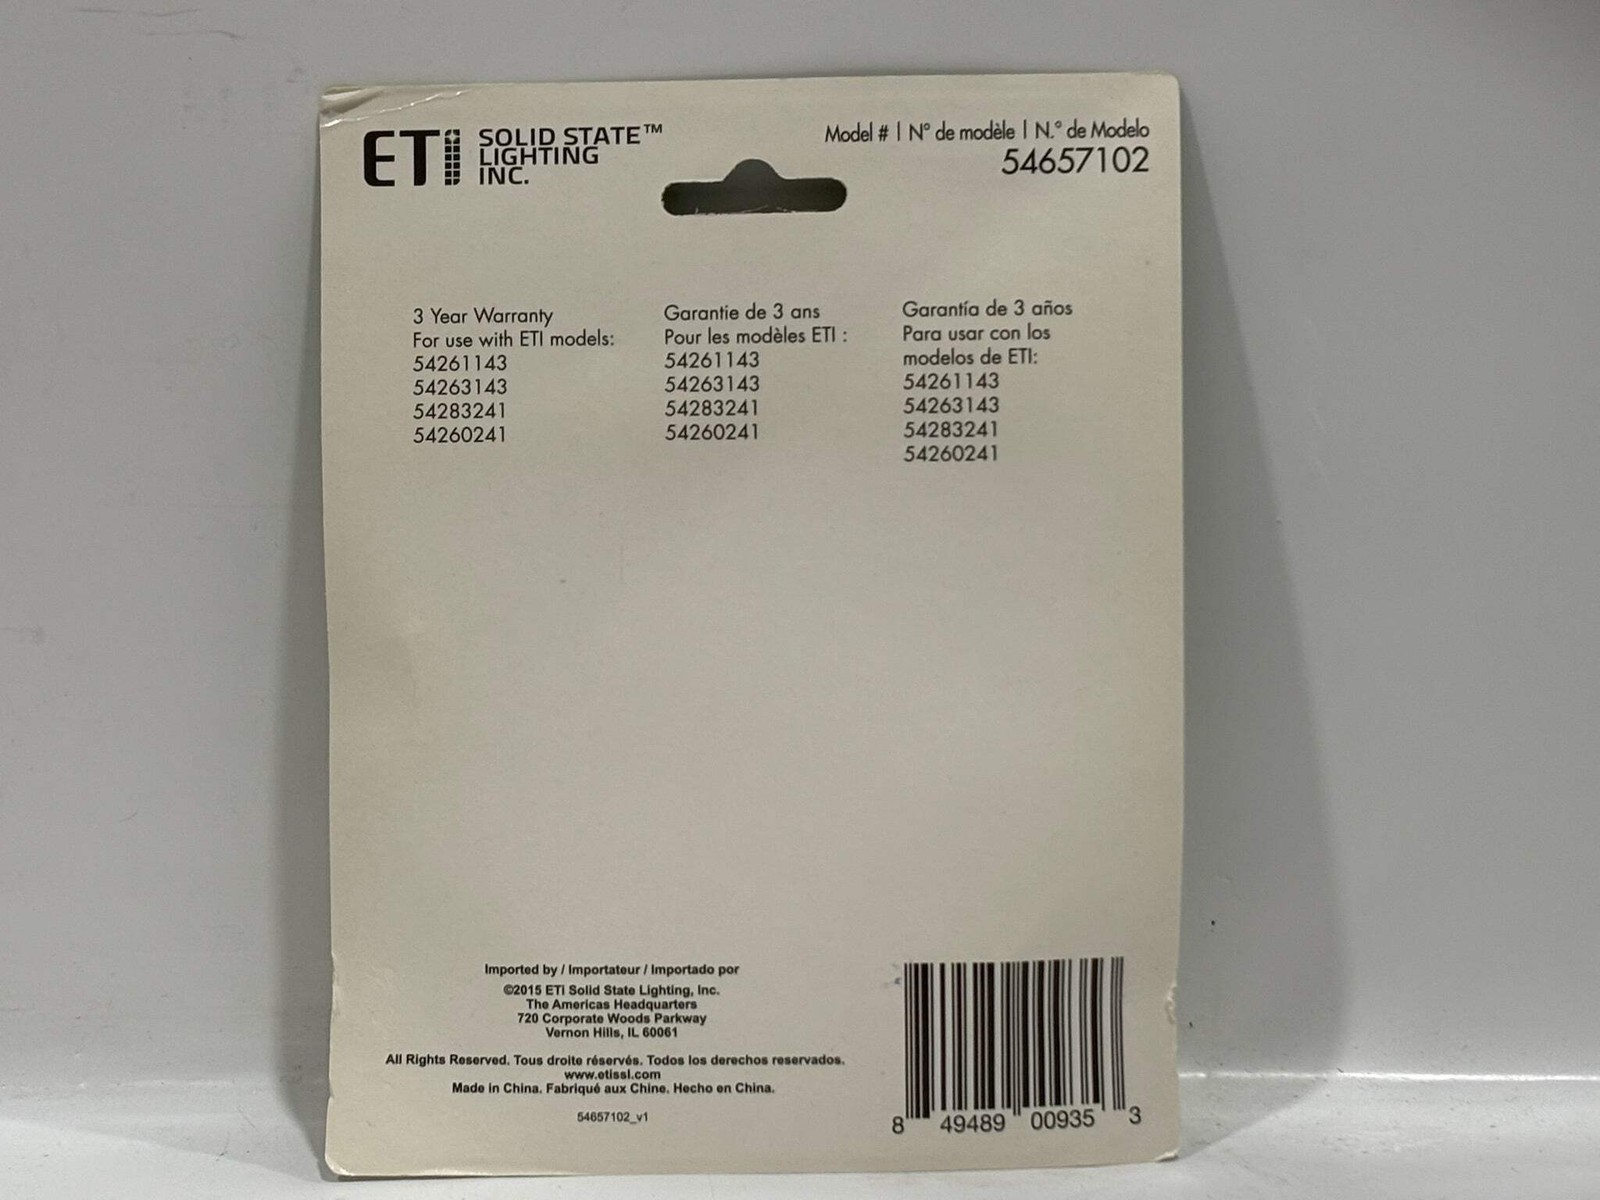 ETi SOLID STATE™
LIGHTING
INC.
Model # | N° de modèle | N.° de Modelo
54657102
3 Year Warranty
For use with ETI models:
54261143
54263143
54283241
54260241
Garantie de 3 ans
Pour les modèles ETI :
54261143
54263143
54283241
54260241
Garantía de 3 años
Para usar con los
modelos de ETI:
54261143
54263143
54283241
54260241
Imported by / Importateur / Importado por
©2015 ETi Solid State Lighting, Inc.
The Americas Headquarters
720 Corporate Woods Parkway
Vernon Hills, IL 60061
All Rights Reserved. Tous droite réservés. Todos los derechos reservados.
www.etissl.com
Made in China. Fabriqué aux Chine. Hecho en China.
54657102_v1
8 49489 00935 3